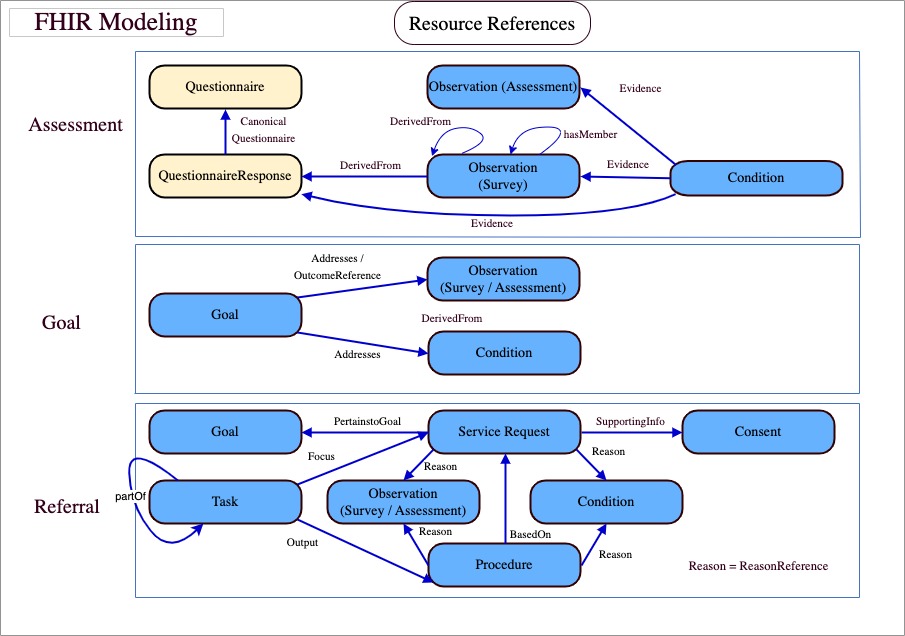 FHIR Modeling
Resource References
Assessment
Questionnaire
Observation (Assessment)
Evidence
Canonical
Questionnaire
DerivedFrom
hasMember
QuestionnaireResponse
DerivedFrom
Observation
(Survey)
Evidence
Condition
Evidence
Goal
Addresses /
OutcomeReference
Observation
(Survey / Assessment)
Goal
DerivedFrom
Addresses
Condition
Referral
Goal
PertainstoGoal
Service Request
SupportingInfo
Consent
Focus
Reason
Reason
partOf
Task
Observation
(Survey / Assessment)
Condition
Output
Reason
BasedOn
Reason
Procedure
Reason = ReasonReference